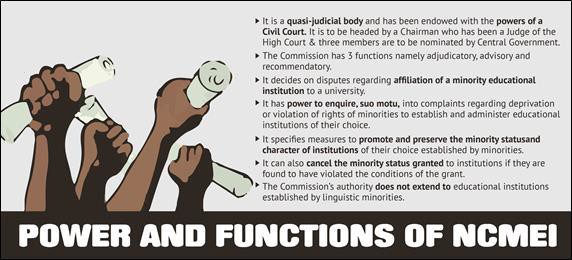 It is a quasi-judicial body and has been endowed with the powers of a
Civil Court. It is to be headed by a Chairman who has been a Judge of the
High Court & three members are to be nominated by Central Government.
The Commission has 3 functions namely adjudicatory, advisory and
recommendatory.
It decides on disputes regarding affiliation of a minority educational
institution to a university.
It has power to enquire, suo motu, into complaints regarding deprivation
or violation of rights of minorities to establish and administer educational
institutions of their choice.
It specifies measures to promote and preserve the minority statusand
character of institutions of their choice established by minorities.
It can also cancel the minority status granted to institutions if they are
found to have violated the conditions of the grant.
The Commission's authority does not extend to educational institutions
established by linguistic minorities.
POWER AND FUNCTIONS OF NCMEI